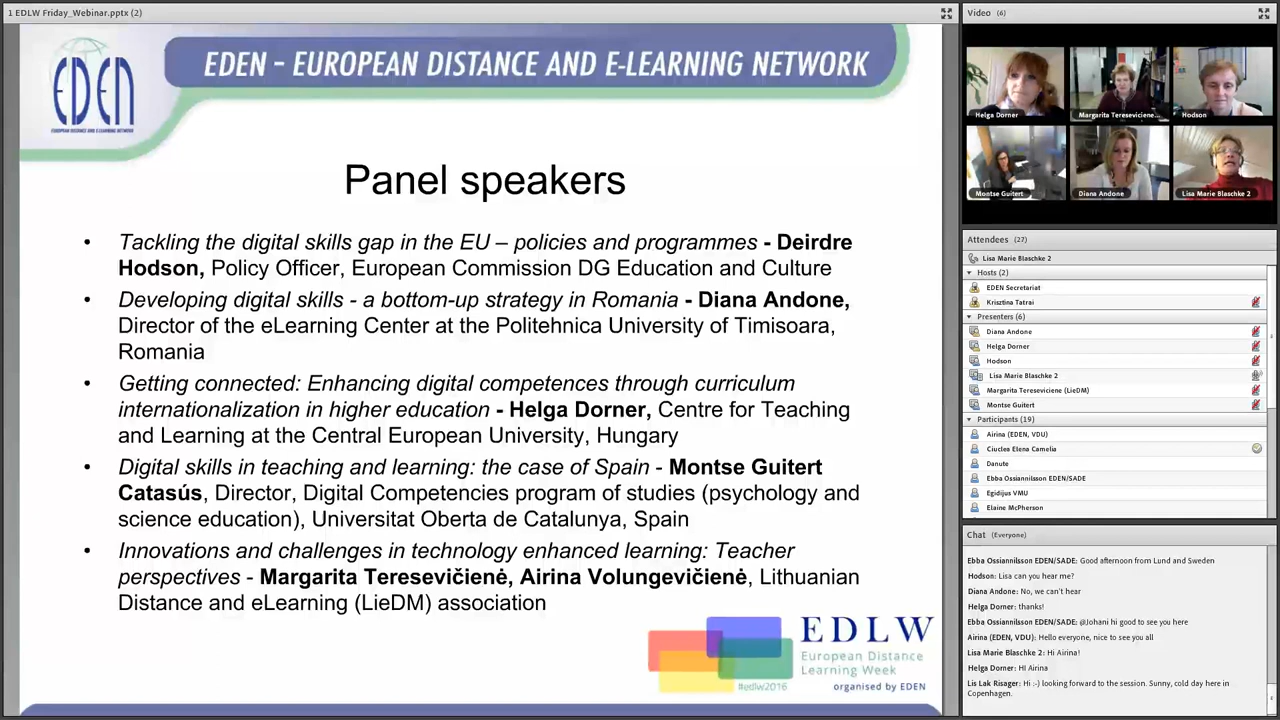 1 EDLW Friday_Webinar.pptx (2)
EDEN
EUROPEAN DISTANCE AND E-LEARNING NETWORK
EDEN – EUROPEAN DISTANCE AND E-LEARNING NETWORK
Panel speakers
• Tackling the digital skills gap in the EU – policies and programmes - Deirdre
Hodson, Policy Officer, European Commission DG Education and Culture
• Developing digital skills - a bottom-up strategy in Romania - Diana Andone,
Director of the eLearning Center at the Politehnica University of Timisoara,
Romania
• Getting connected: Enhancing digital competences through curriculum
internationalization in higher education - Helga Dorner, Centre for Teaching
and Learning at the Central European University, Hungary
• Digital skills in teaching and learning: the case of Spain - Montse Guitert
Catasús, Director, Digital Competencies program of studies (psychology and
science education), Universitat Oberta de Catalunya, Spain
• Innovations and challenges in technology enhanced learning: Teacher
perspectives - Margarita Teresevičienė, Airina Volungevičienė, Lithuanian
Distance and eLearning (LieDM) association
EDLW
European Distance
Learning Week
#edlw2016
organised by EDEN
Video (6)
Helga Dorner
Margarita Tereseviciene...
Hodson
Montse Guitert
Diana Andone
Lisa Marie Blaschke 2
Attendees (27)
Lisa Marie Blaschke 2
Hosts (2)
EDEN Secretariat
Krisztina Tatrai
Presenters (6)
Diana Andone
Helga Dorner
Hodson
Lisa Marie Blaschke 2
Margarita Tereseviciene (LieDM)
Montse Guitert
Participants (19)
Airina (EDEN, VDU)
Ciuclea Elena Camelia
Danute
Ebba Ossiannilsson EDEN/SADE
Egidijus VMU
Elaine McPherson
Chat (Everyone)
Ebba Ossiannilsson EDEN/SADE: Good afternoon from Lund and Sweden
Hodson: Lisa can you hear me?
Diana Andone: No, we can't hear
Helga Dorner: thanks!
Ebba Ossiannilsson EDEN/SADE: @Johani hi good to see you here
Airina (EDEN, VDU): Hello everyone, nice to see you all
Lisa Marie Blaschke 2: Hi Airina!
Helga Dorner: HI Airina
Lis Lak Risager: Hi :-) looking forward to the session. Sunny, cold day here in
Copenhagen.